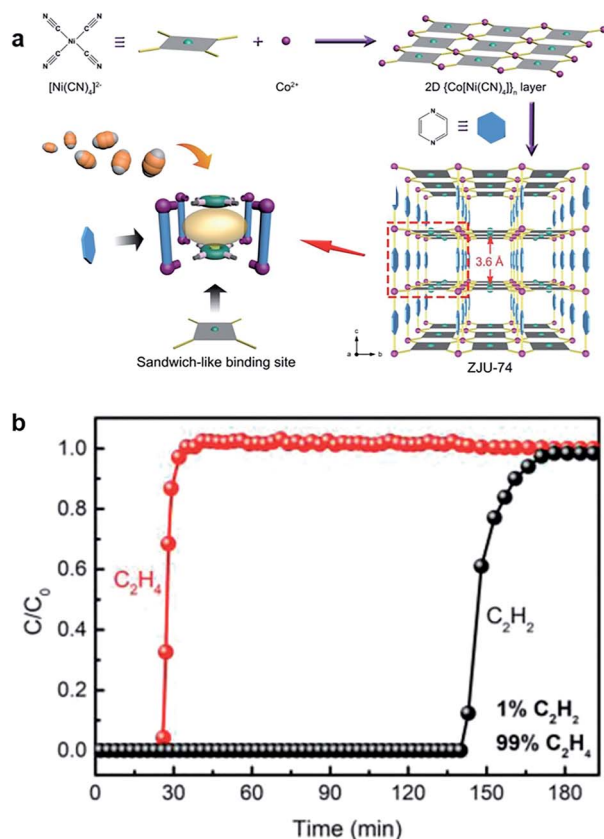 a
N N
C C
Ni
C C
N N
≡
+
[Ni(CN)₄]²⁻
Co²⁺
2D {Co[Ni(CN)₄]}ₙ layer
N
N
≡
3.6 Å
c
a b
Sandwich-like binding site
ZJU-74
b
C/C₀
1.0
0.8
0.6
0.4
0.2
0.0
C₂H₄
C₂H₂
1% C₂H₂
99% C₂H₄
0 30 60 90 120 150 180
Time (min)